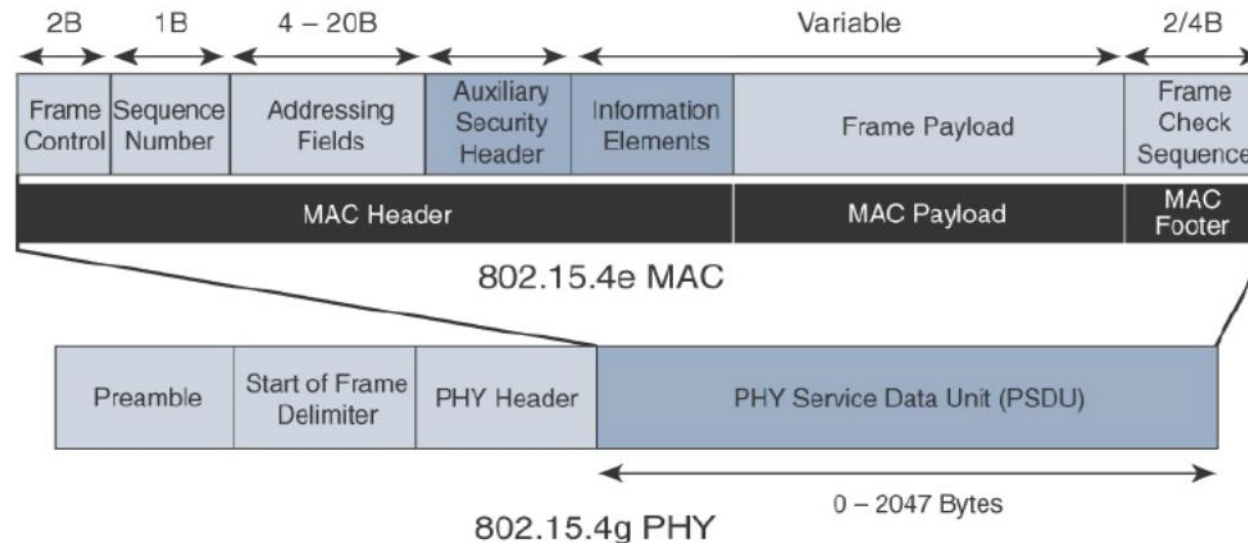 2B 1B 4 – 20B Variable 2/4B
Frame
Control
Sequence
Number
Addressing
Fields
Auxiliary
Security
Header
Information
Elements
Frame Payload
Frame
Check
Sequence
MAC Header
MAC Payload
MAC
Footer
802.15.4e MAC
Preamble
Start of Frame
Delimiter
PHY Header
PHY Service Data Unit (PSDU)
0 – 2047 Bytes
802.15.4g PHY